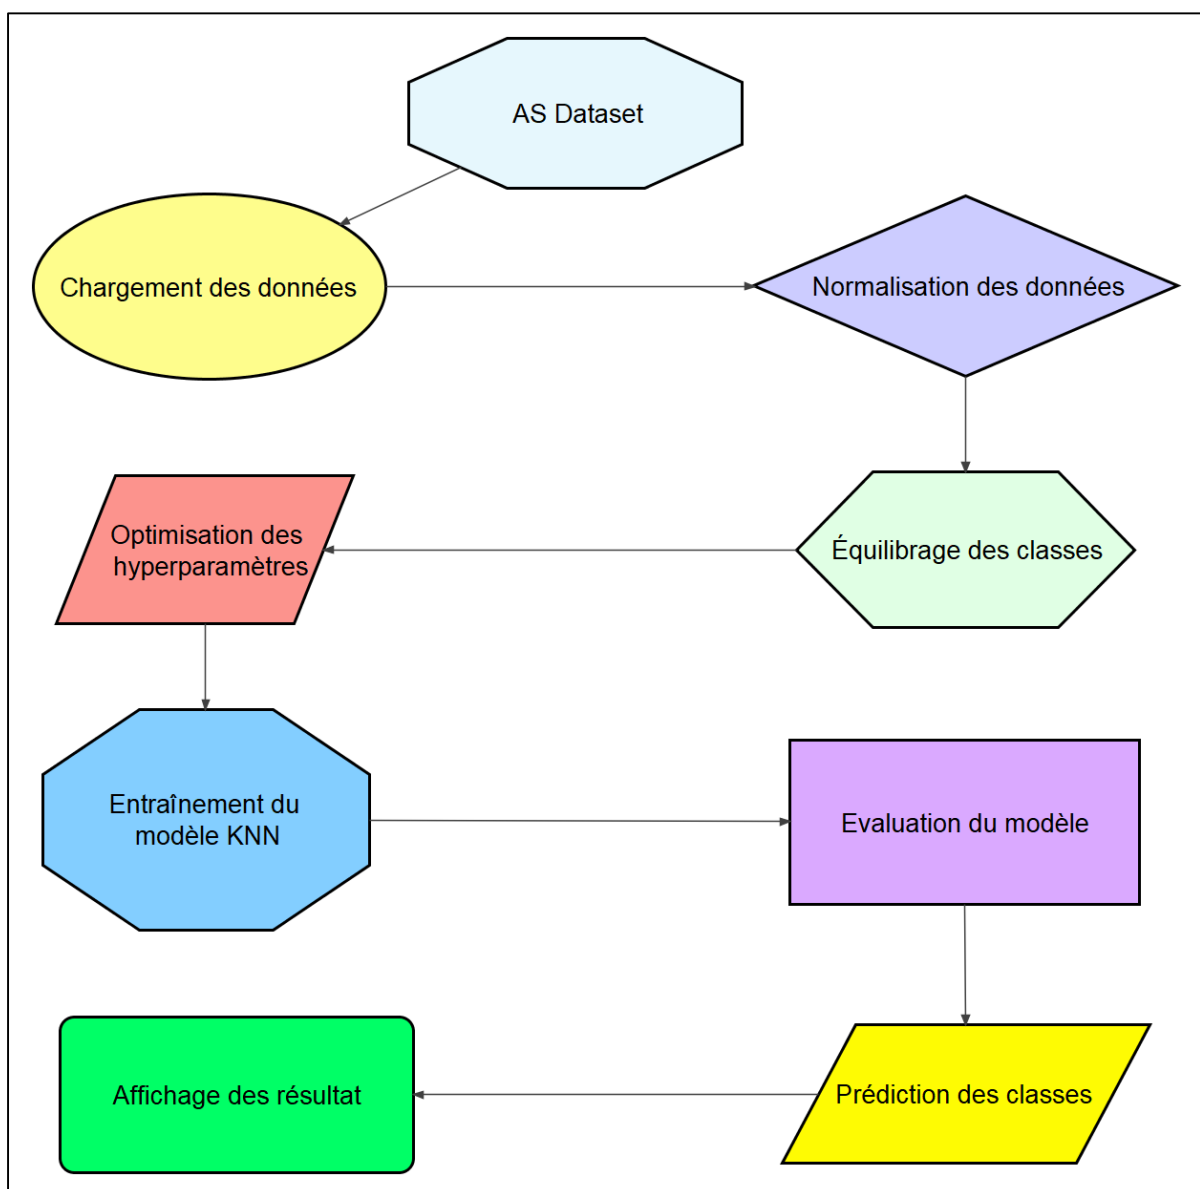 AS Dataset
Chargement des données
Normalisation des données
Équilibrage des classes
Optimisation des
hyperparamètres
Entraînement du
modèle KNN
Evaluation du modèle
Prédiction des classes
Affichage des résultat